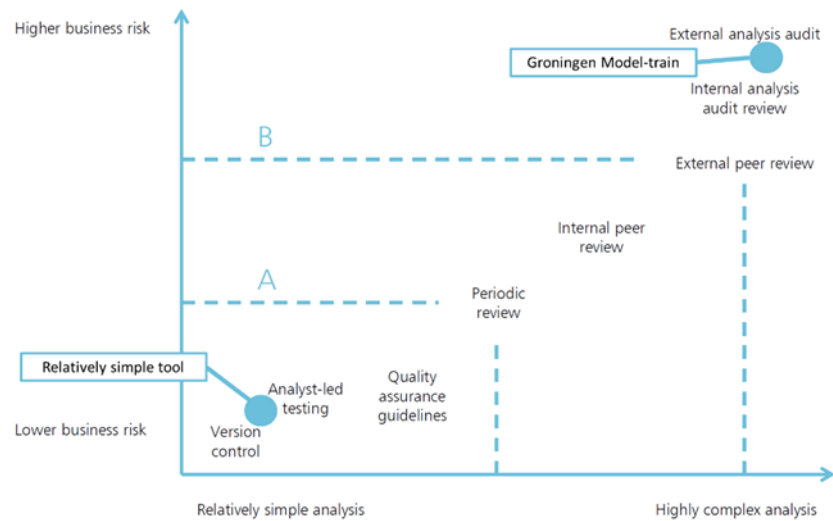 Higher business risk
External analysis audit
Groningen Model-train
Internal analysis
audit review
B
External peer review
Internal peer
review
A
Periodic
review
Relatively simple tool
Analyst-led
testing
Quality
assurance
guidelines
Lower business risk
Version
control
Relatively simple analysis
Highly complex analysis